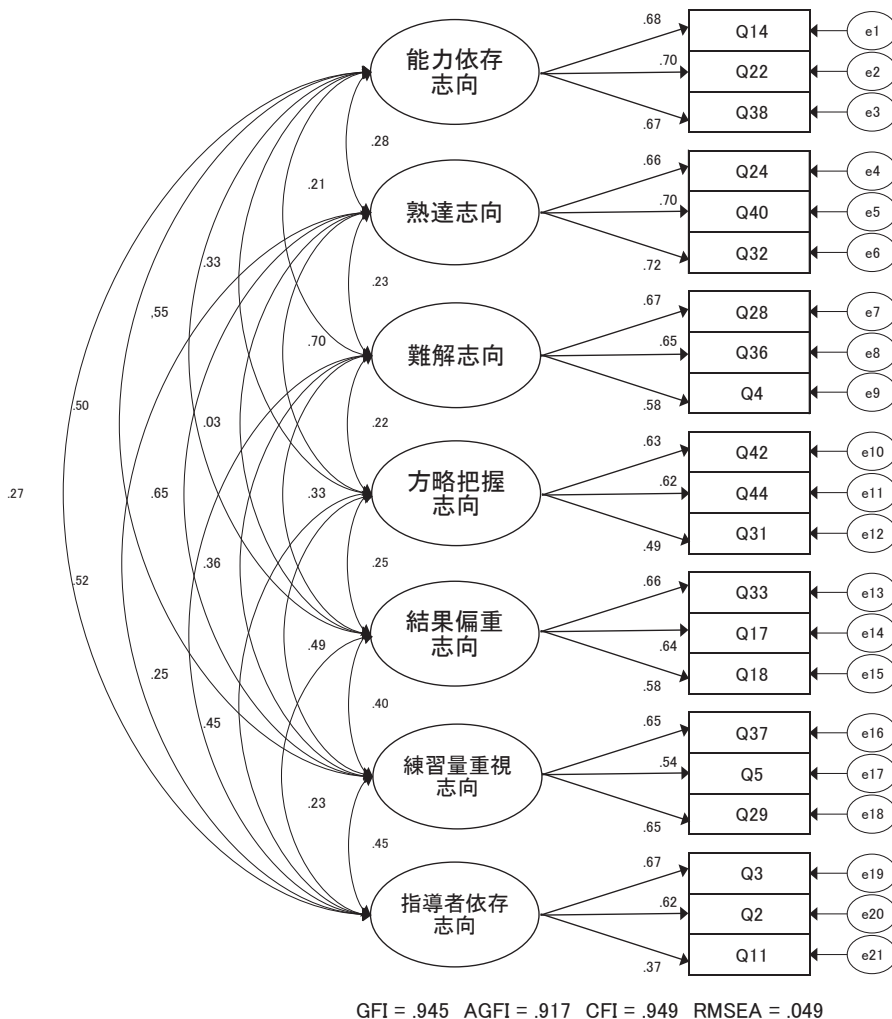 能力依存
志向
熟達志向
難解志向
方略把握
志向
結果偏重
志向
練習量重視
志向
指導者依存
志向
.28
.21
.33
,55
.50
.27
.23
.70
.03
.65
.52
.22
.33
.36
.25
.25
.49
.45
.40
.23
.45
.68
Q14
e1
.70
Q22
e2
.67
Q38
e3
.66
Q24
e4
.70
Q40
e5
.72
Q32
e6
.67
Q28
e7
.65
Q36
e8
.58
Q4
e9
.63
Q42
e10
.62
Q44
e11
.49
Q31
e12
.66
Q33
e13
.64
Q17
e14
.58
Q18
e15
.65
Q37
e16
.54
Q5
e17
.65
Q29
e18
.67
Q3
e19
.62
Q2
e20
.37
Q11
e21
GFI = .945 AGFI = .917 CFI = .949 RMSEA = .049